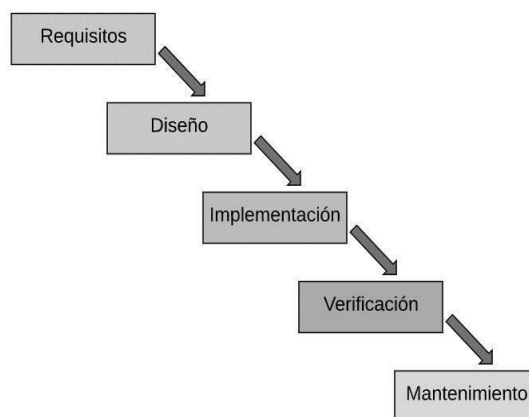 Requisitos
Diseño
Implementación
Verificación
Mantenimiento